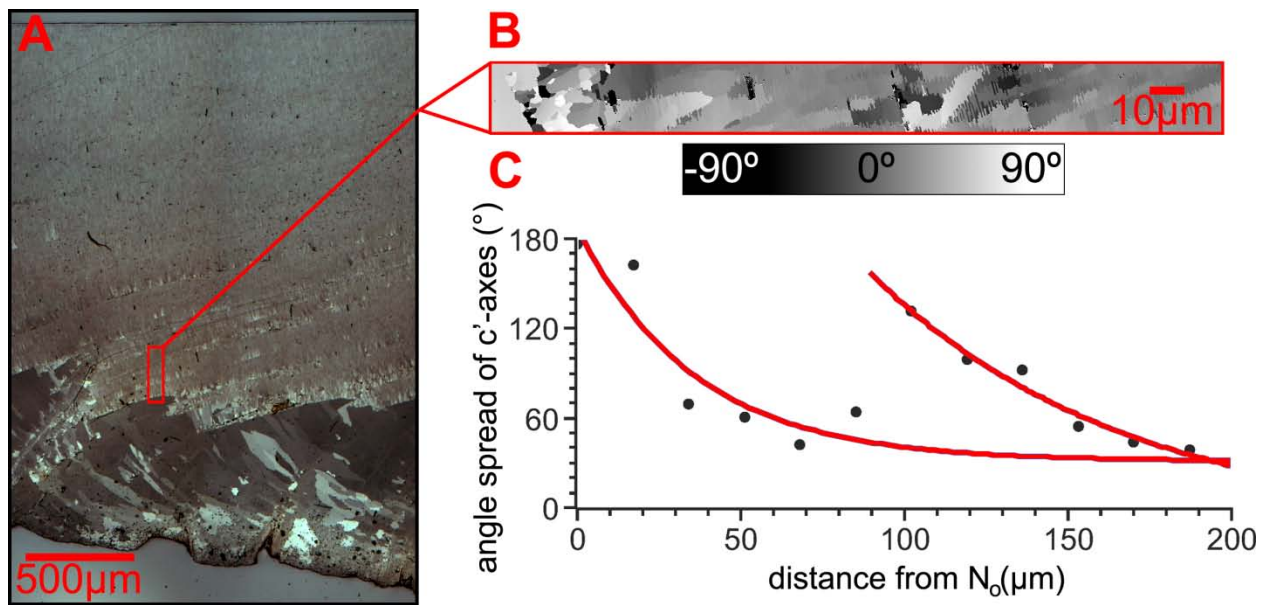 A
500µm
B
10µm
-90º 0º 90º
C
angle spread of c'-axes (°)
180
120
60
0
0 50 100 150 200
distance from Nₒ(µm)